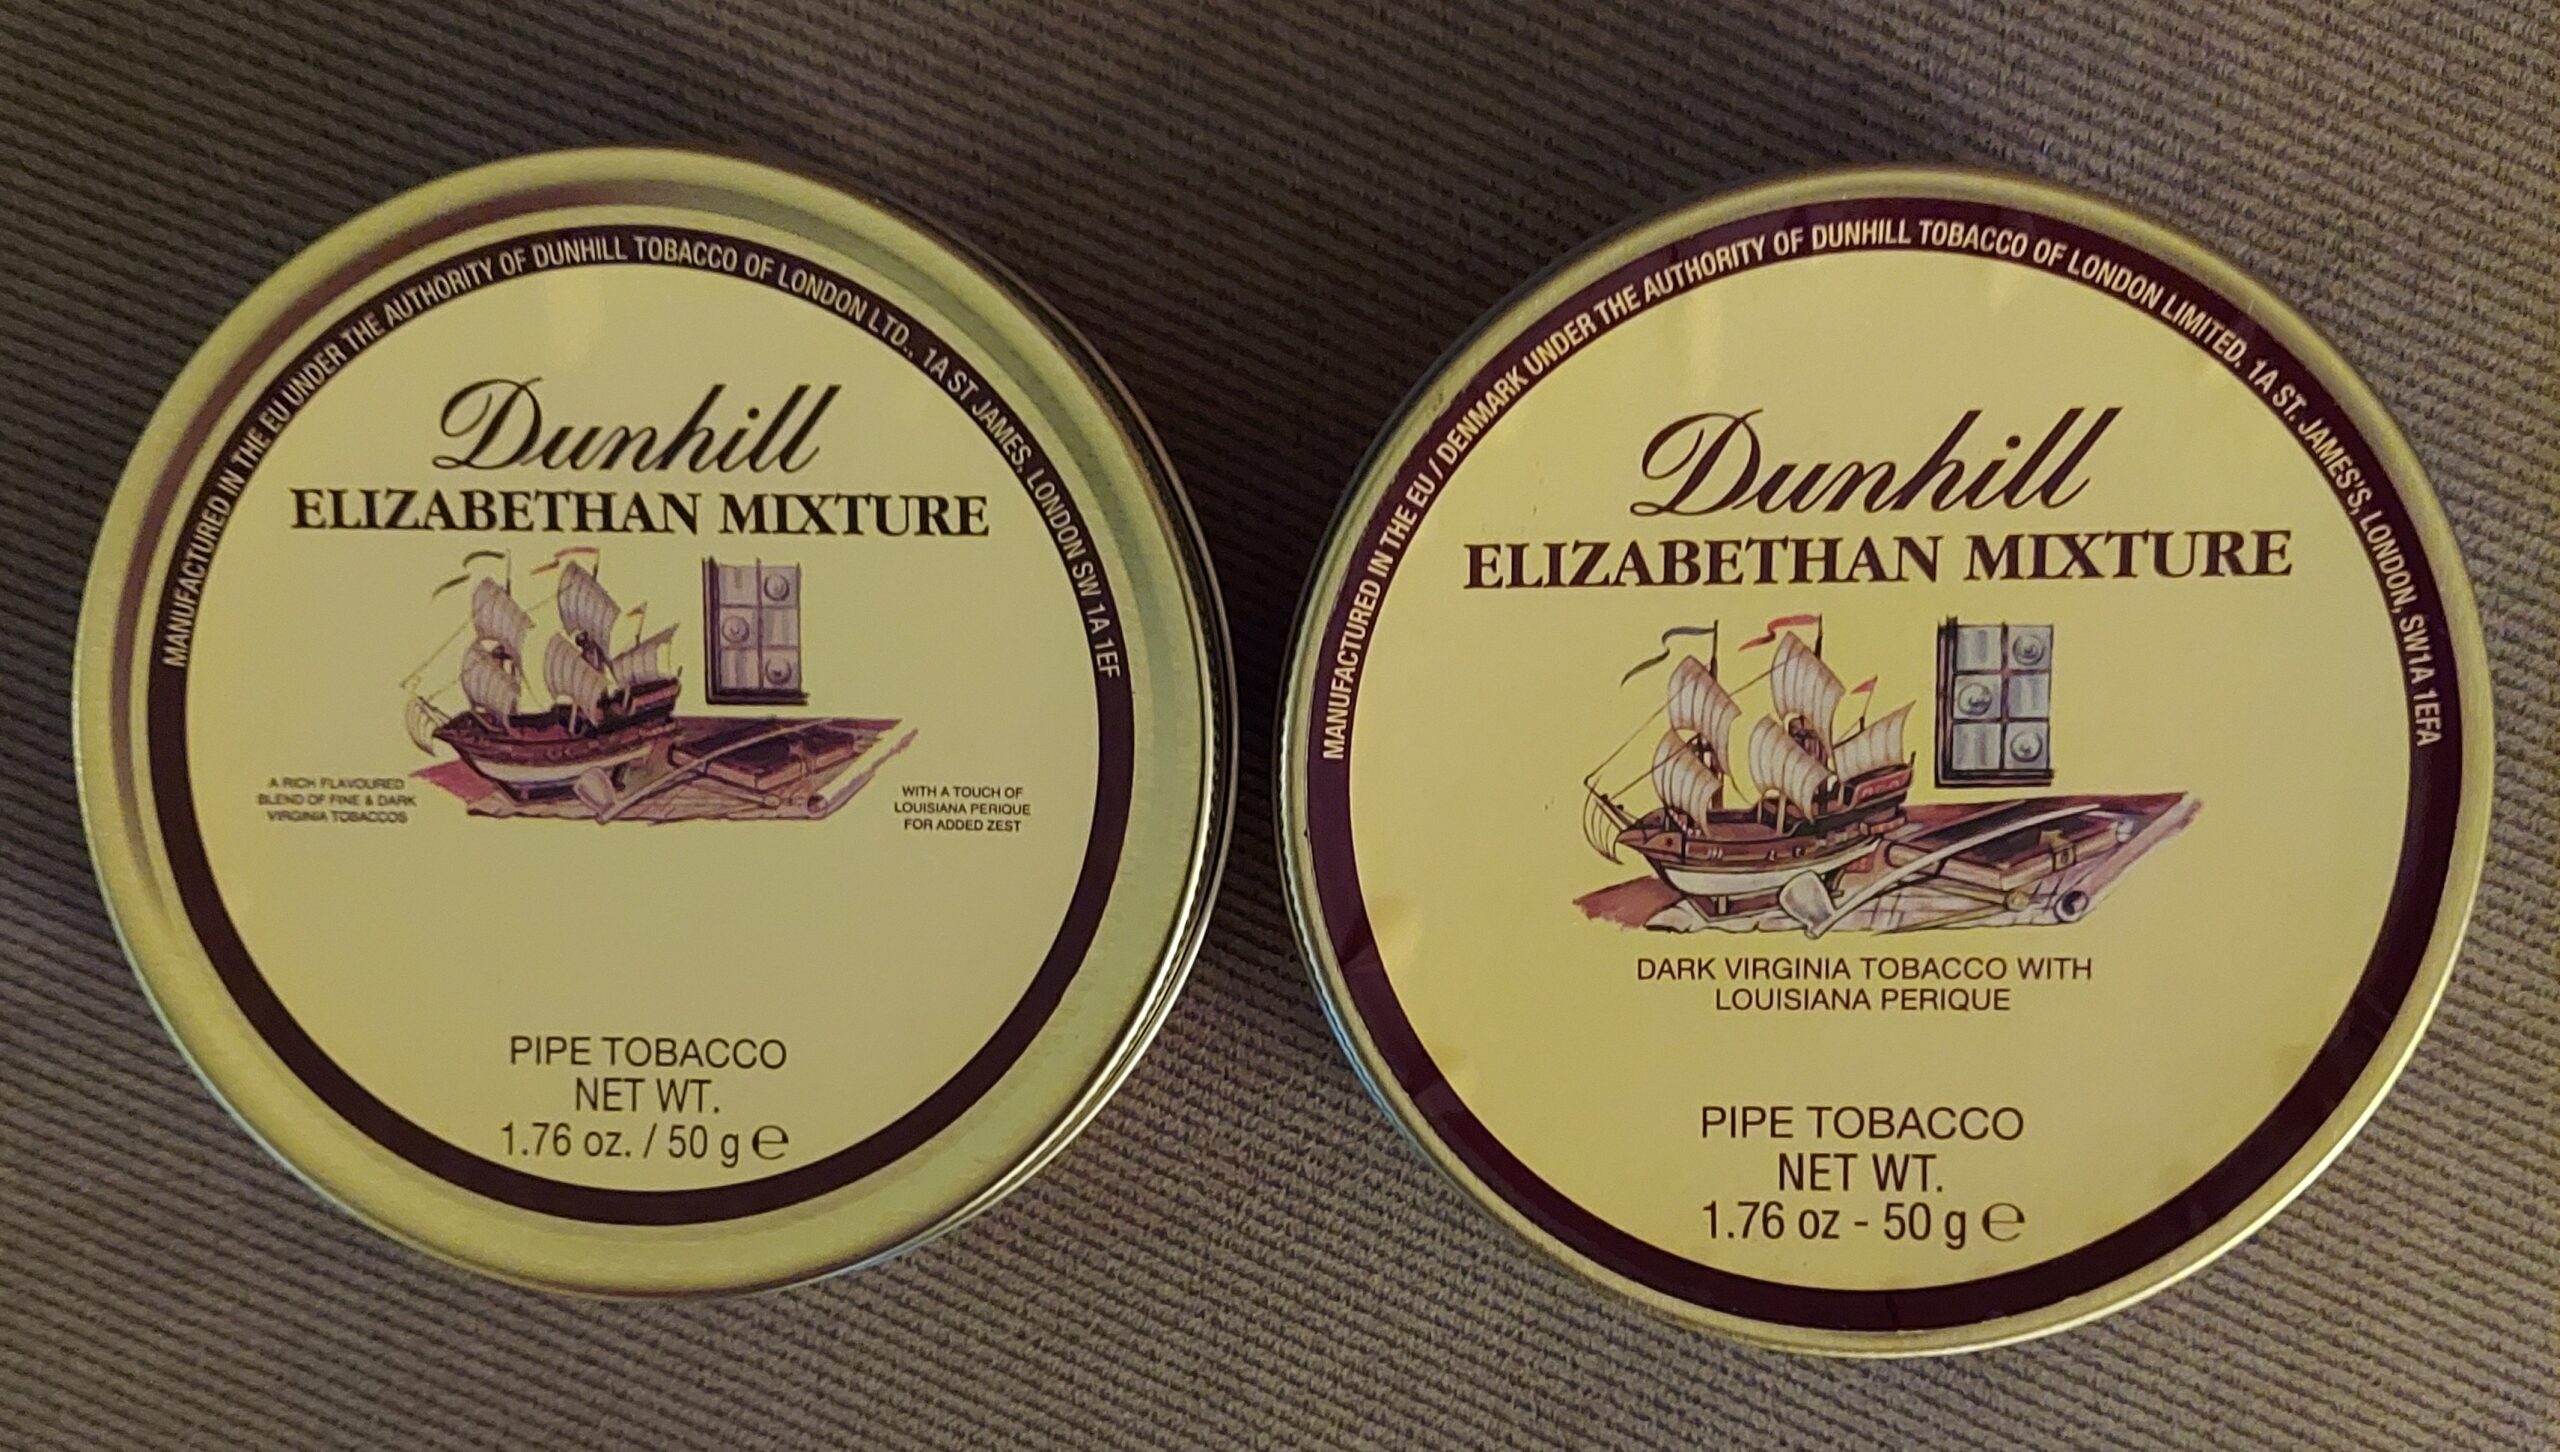 MANUFACTURED IN THE EU UNDER THE AUTHORITY OF DUNHILL TOBACCO OF LONDON LTD., 1A ST JAMES, LONDON SW 1A 1EF
Dunhill
ELIZABETHAN MIXTURE
A RICH FLAVOURED
BLEND OF FINE & DARK
VIRGINIA TOBACCOS
WITH A TOUCH OF
LOUISIANA PERIQUE
FOR ADDED ZEST
PIPE TOBACCO
NET WT.
1.76 oz. / 50 g ℮
MANUFACTURED IN THE EU / DENMARK UNDER THE AUTHORITY OF DUNHILL TOBACCO OF LONDON LIMITED. 1A ST. JAMES'S, LONDON, SW1A 1EFA
Dunhill
ELIZABETHAN MIXTURE
DARK VIRGINIA TOBACCO WITH
LOUISIANA PERIQUE
PIPE TOBACCO
NET WT.
1.76 oz - 50 g ℮